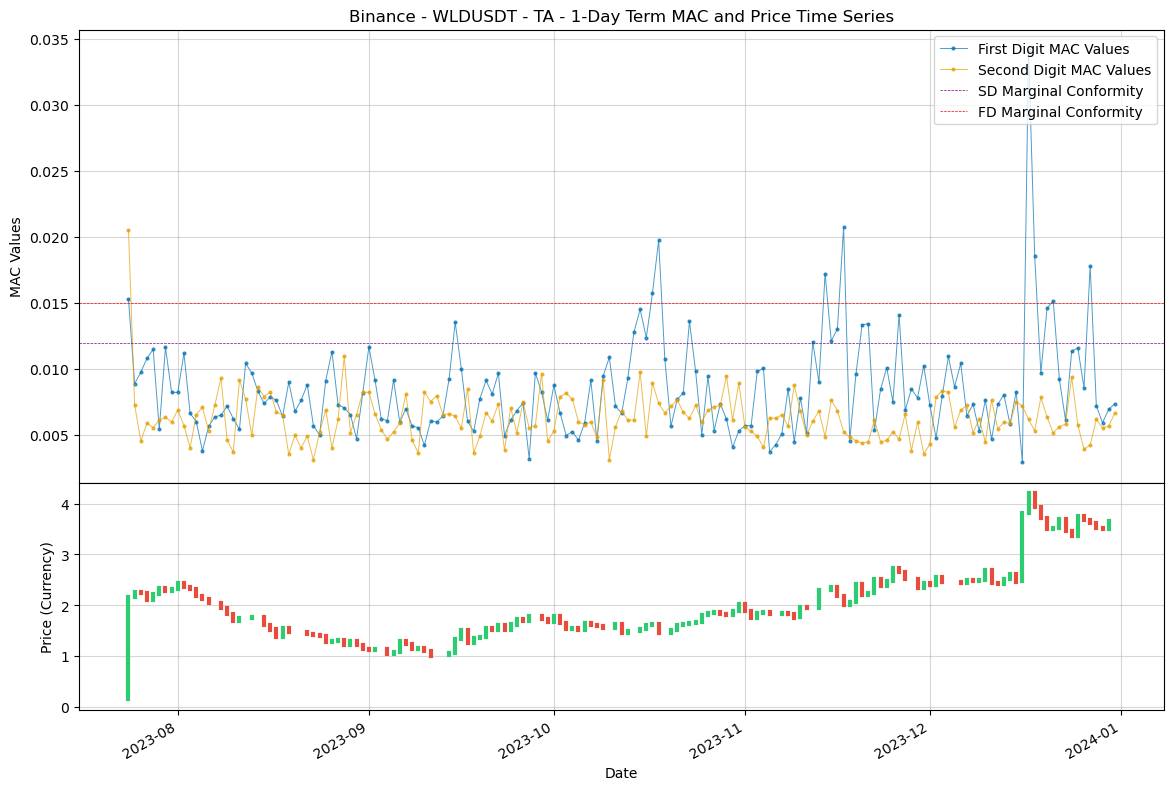 Binance - WLDUSDT - TA - 1-Day Term MAC and Price Time Series
First Digit MAC Values
Second Digit MAC Values
SD Marginal Conformity
FD Marginal Conformity
MAC Values
0.035
0.030
0.025
0.020
0.015
0.010
0.005
Price (Currency)
4
3
2
1
0
2023-08
2023-09
2023-10
2023-11
2023-12
2024-01
Date